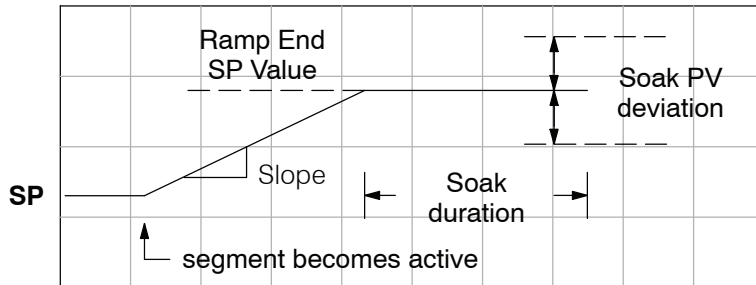 Ramp End
SP Value
Soak PV
deviation
Slope
SP
Soak
duration
segment becomes active